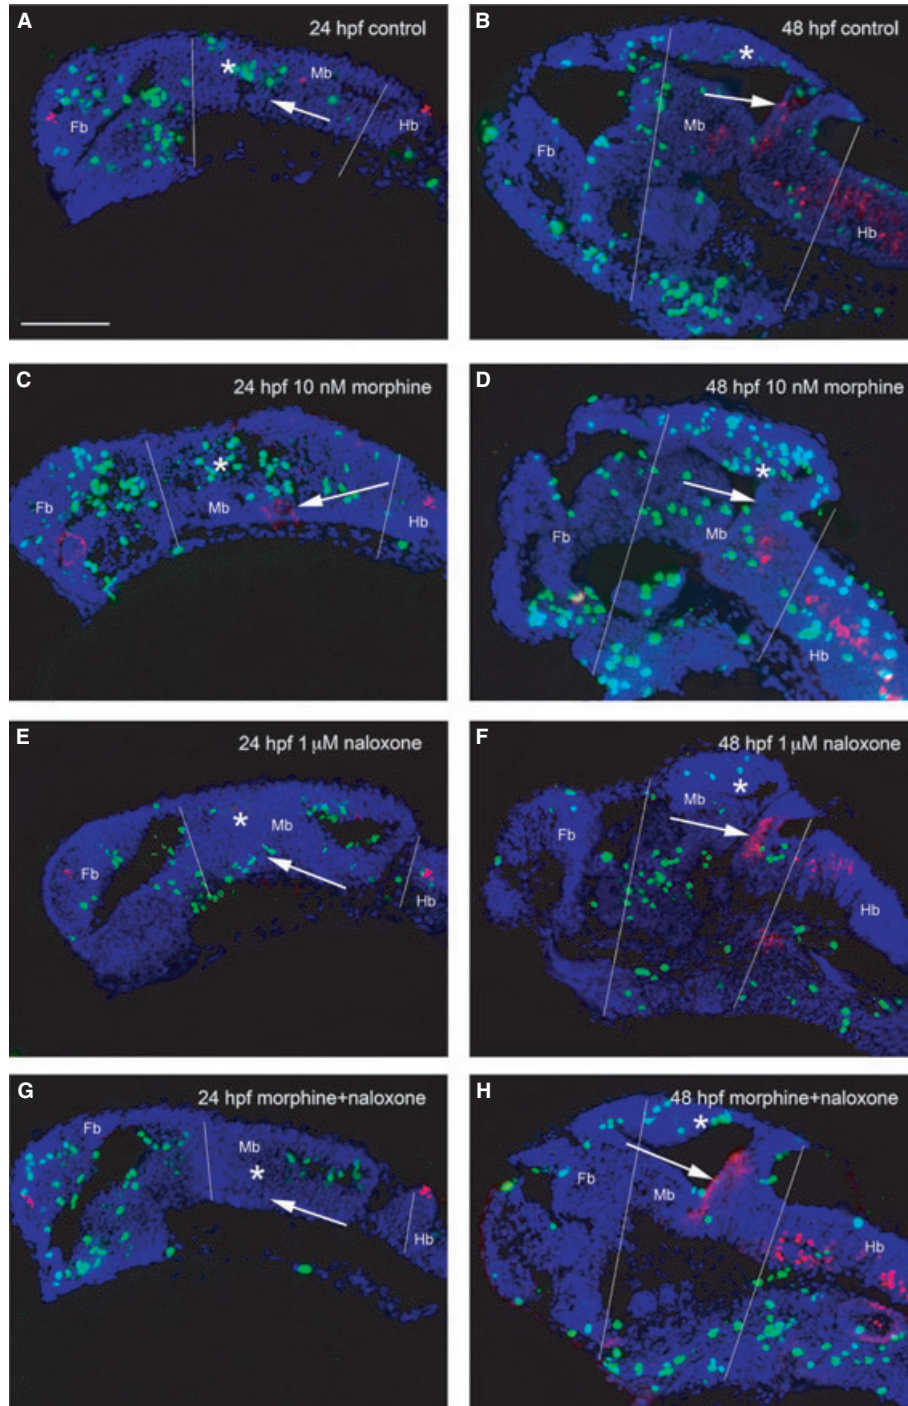 A
24 hpf control
Mb
*
Fb
Hb
B
48 hpf control
*
Mb
Fb
Hb
C
24 hpf 10 nM morphine
*
Fb
Mb
Hb
D
48 hpf 10 nM morphine
*
Mb
Fb
Hb
E
24 hpf 1 μM naloxone
*
Mb
Fb
Hb
F
48 hpf 1 μM naloxone
*
Mb
Fb
Hb
G
24 hpf morphine+naloxone
Fb
Mb
*
Hb
H
48 hpf morphine+naloxone
*
Fb
Mb
Hb